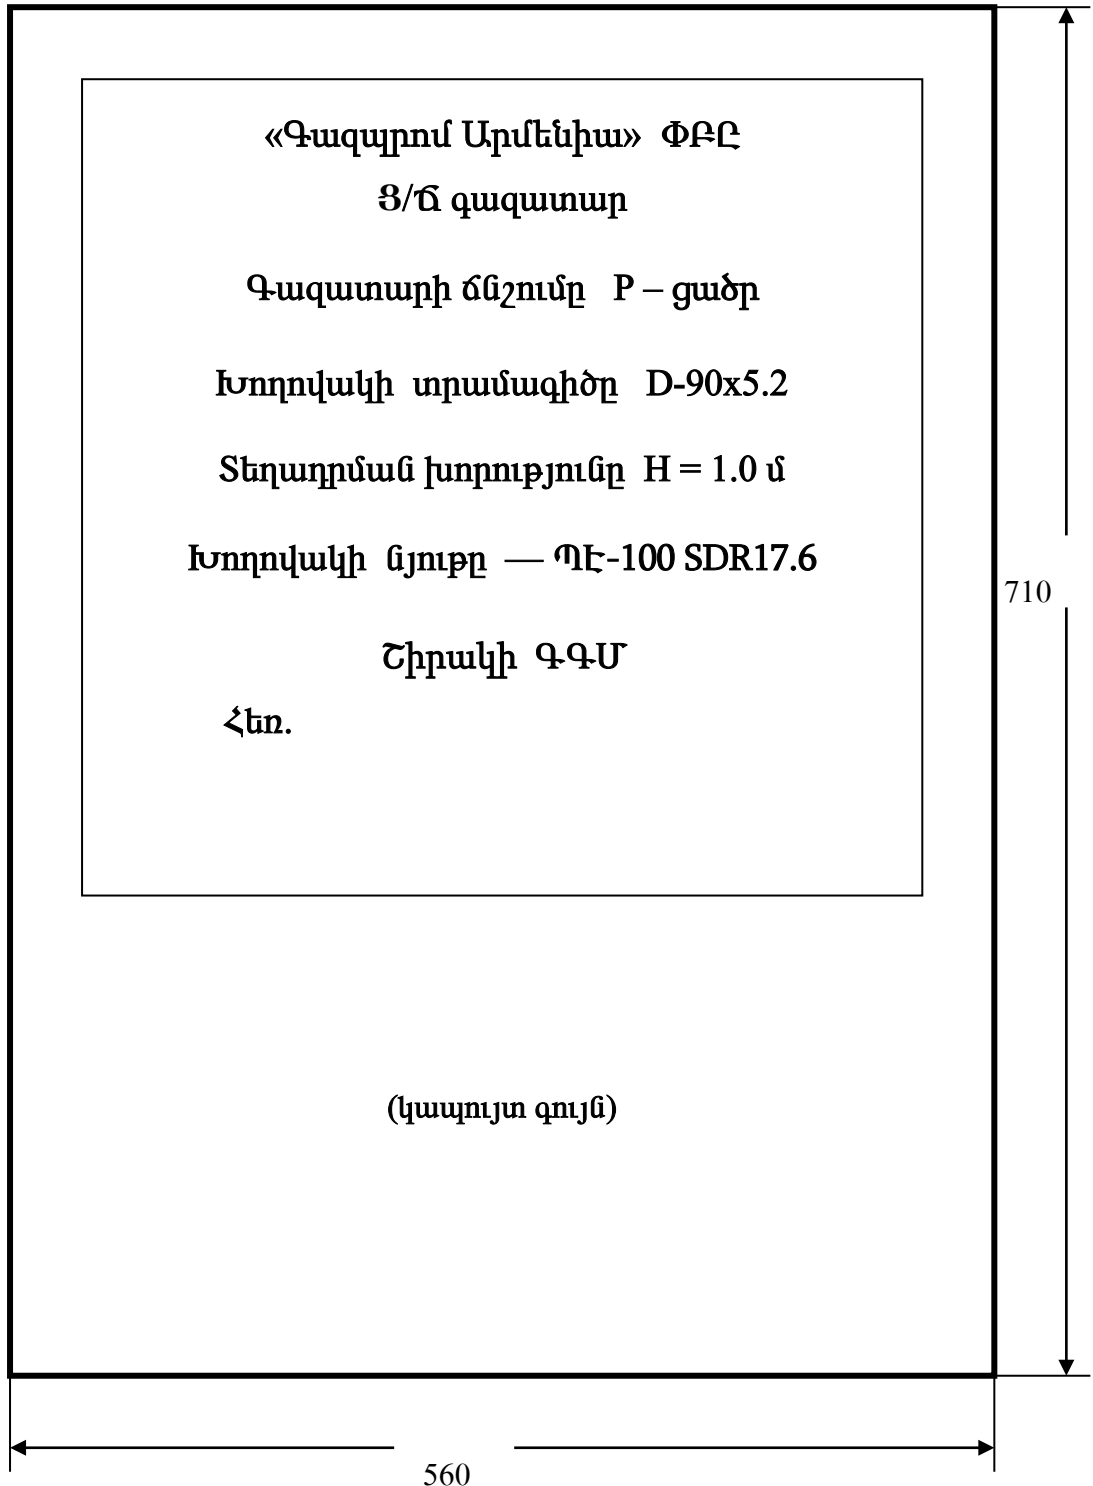 «Գազպրոմ Արմենիա» ՓԲԸ
Ց/Ճ գազատար
Գազատարի ճնշումը P – ցածր
Խողովակի տրամագիծը D-90x5.2
Տեղադրման խորությունը H = 1.0 մ
Խողովակի նյութը — ՊԷ-100 SDR17.6
710
Շիրակի ԳԳՄ
Հեռ.
(կապույտ գույն)
560